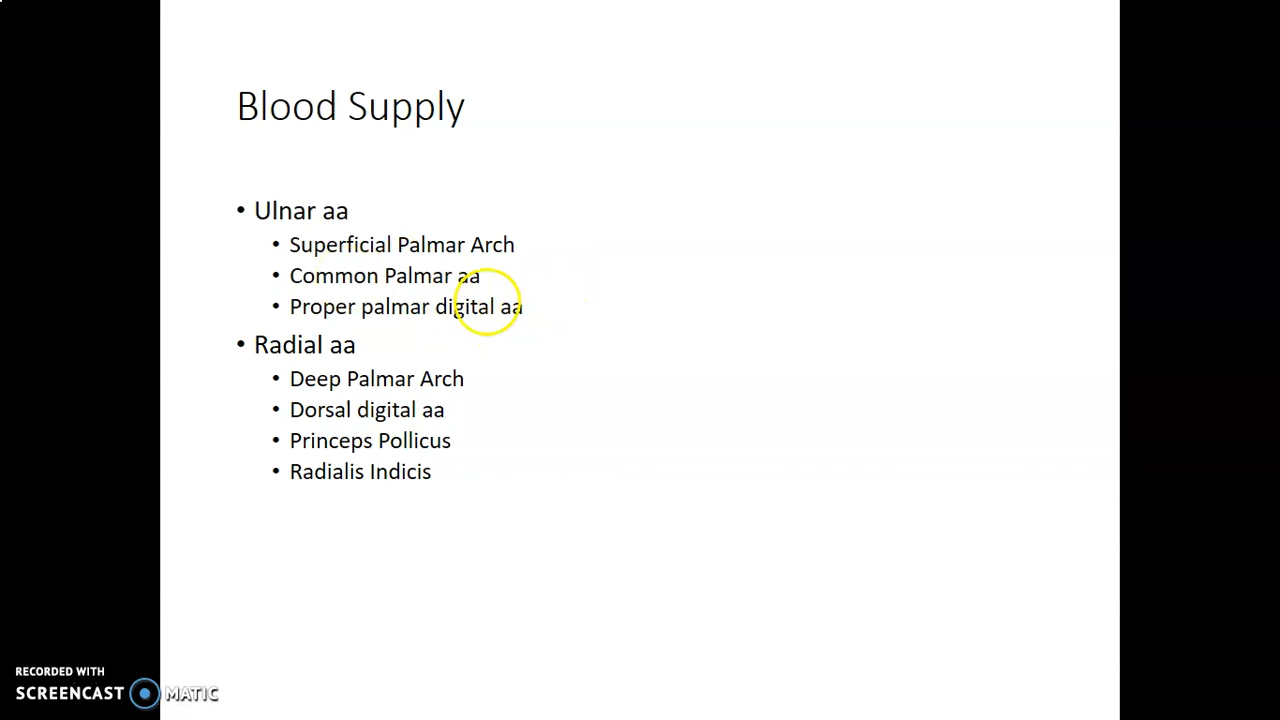 Blood Supply
• Ulnar aa
• Superficial Palmar Arch
• Common Palmar aa
• Proper palmar digital aa
• Radial aa
• Deep Palmar Arch
• Dorsal digital aa
• Princeps Pollicus
• Radialis Indicis
RECORDED WITH
SCREENCAST MATIC